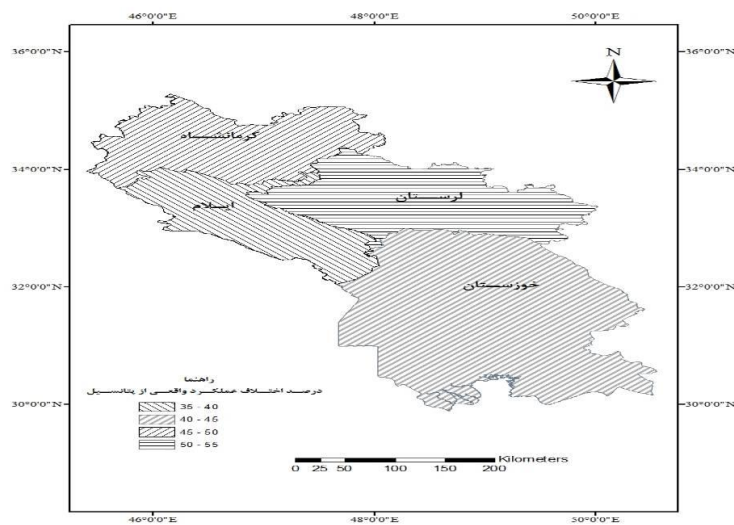 46°0'0"E 48°0'0"E 50°0'0"E
N
36°0'0"N 36°0'0"N
کرمانشاه
34°0'0"N 34°0'0"N
لرستان
ایلام
32°0'0"N 32°0'0"N
خوزستان
راهنما
درصد اختلاف عملکرد واقعی از پتانسیل
35 - 40
40 - 45
45 - 50
50 - 55
30°0'0"N 30°0'0"N
Kilometers
0 25 50 100 150 200
46°0'0"E 48°0'0"E 50°0'0"E